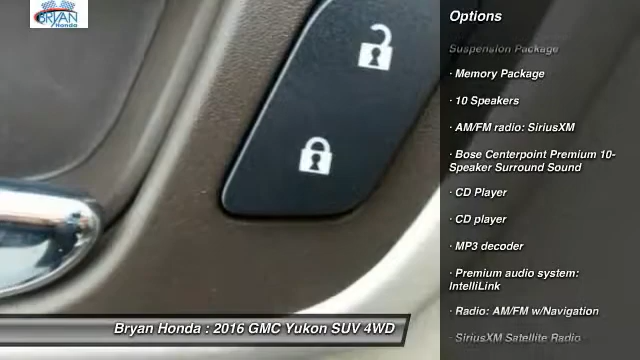 BRYAN
Honda
Options
Suspension Package
· Memory Package
· 10 Speakers
· AM/FM radio: SiriusXM
· Bose Centerpoint Premium 10-
Speaker Surround Sound
· CD Player
· CD player
· MP3 decoder
· Premium audio system:
IntelliLink
· Radio: AM/FM w/Navigation
· SiriusXM Satellite Radio
Bryan Honda : 2016 GMC Yukon SUV 4WD